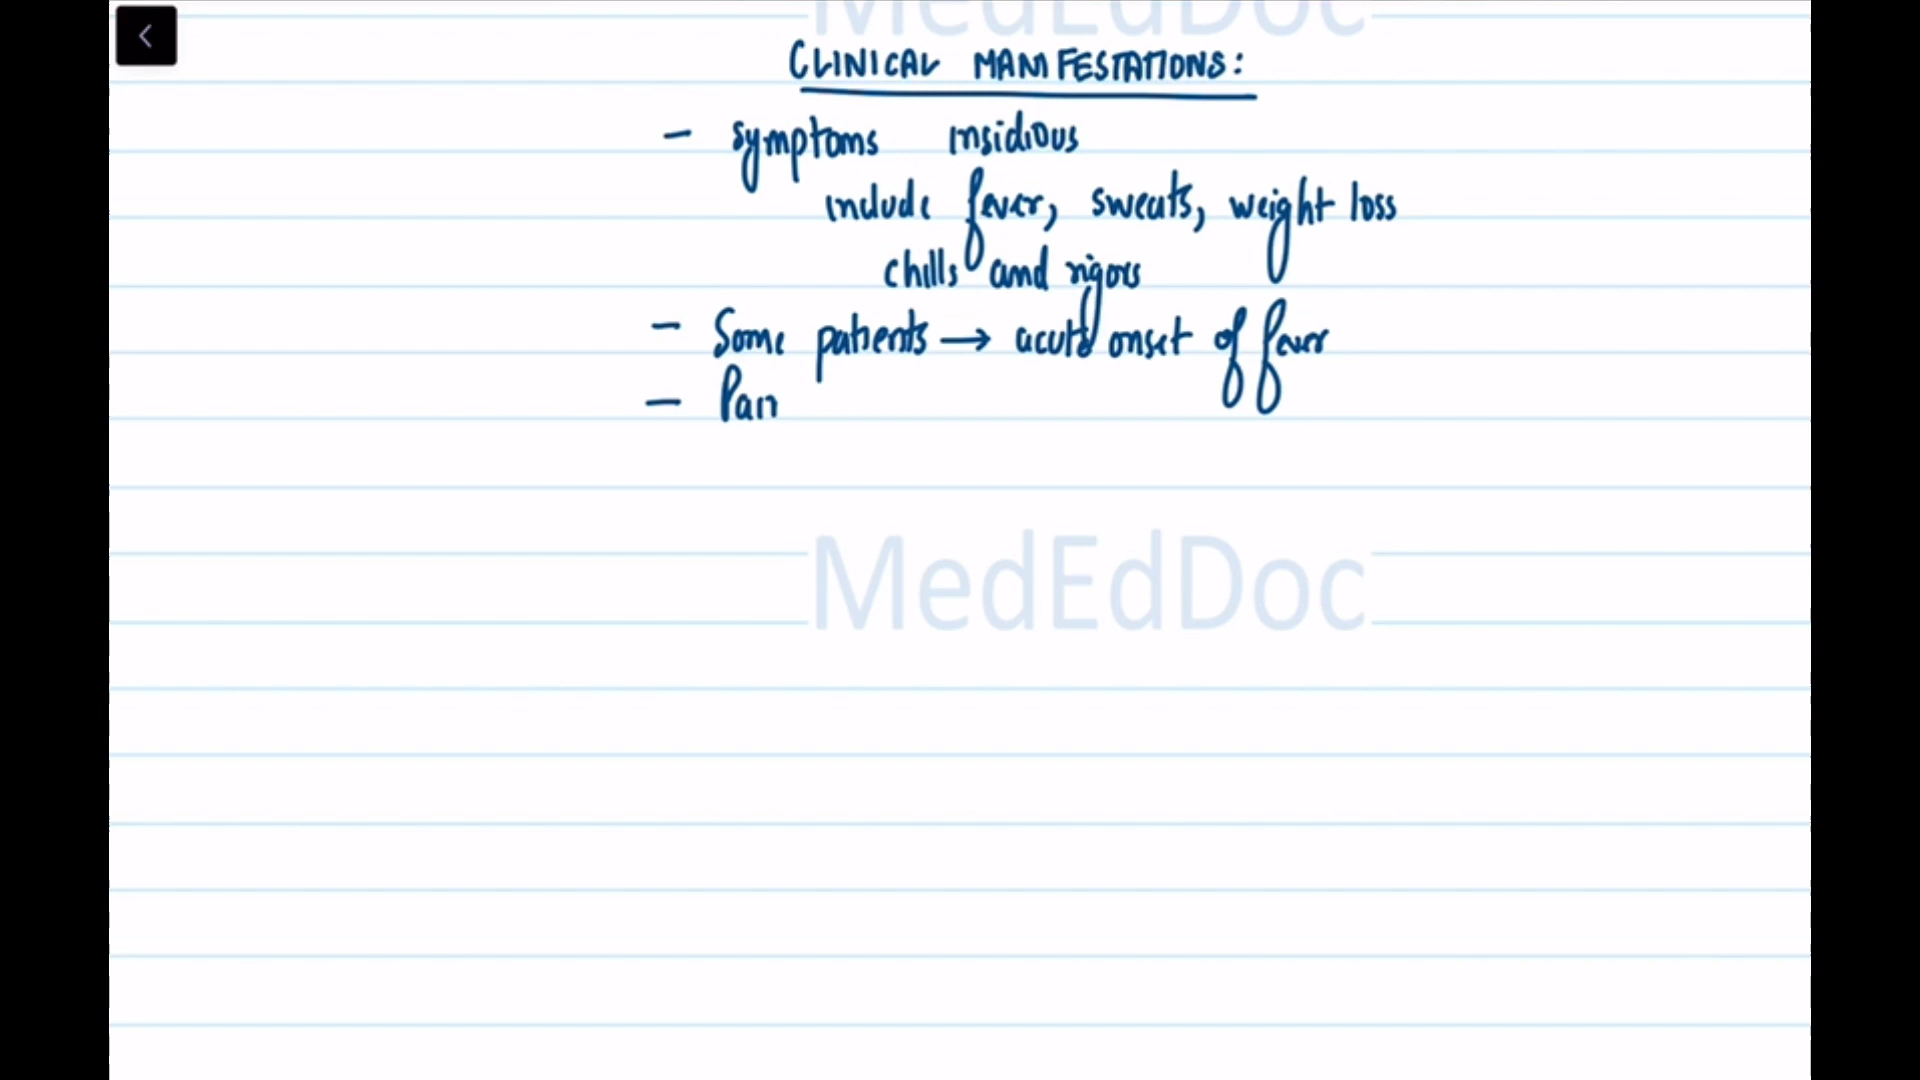 MedEdDoc
CLINICAL MANIFESTATIONS:
- symptoms insidious
include fever, sweats, weight loss
chills and rigors
- Some patients → acute onset of fever
- Pain
MedEdDoc